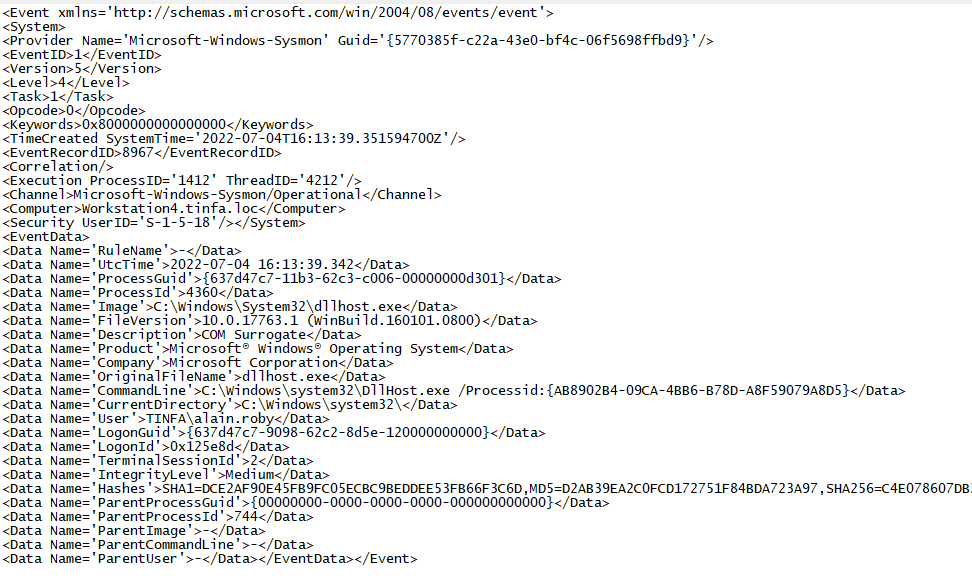 <Event xmlns='http://schemas.microsoft.com/win/2004/08/events/event'>
<System>
<Provider Name='Microsoft-Windows-Sysmon' Guid='{5770385f-c22a-43e0-bf4c-06f5698ffbd9}'/>
<EventID>1</EventID>
<Version>5</Version>
<Level>4</Level>
<Task>1</Task>
<Opcode>0</Opcode>
<Keywords>0x8000000000000000</Keywords>
<TimeCreated SystemTime='2022-07-04T16:13:39.351594700Z'/>
<EventRecordID>8967</EventRecordID>
<Correlation/>
<Execution ProcessID='1412' ThreadID='4212'/>
<Channel>Microsoft-Windows-Sysmon/Operational</Channel>
<Computer>Workstation4.tinfa.loc</Computer>
<Security UserID='S-1-5-18'/></System>
<EventData>
<Data Name='RuleName'>-</Data>
<Data Name='UtcTime'>2022-07-04 16:13:39.342</Data>
<Data Name='ProcessGuid'>{637d47c7-11b3-62c3-c006-00000000d301}</Data>
<Data Name='ProcessId'>4360</Data>
<Data Name='Image'>C:\Windows\System32\dllhost.exe</Data>
<Data Name='FileVersion'>10.0.17763.1 (WinBuild.160101.0800)</Data>
<Data Name='Description'>COM Surrogate</Data>
<Data Name='Product'>Microsoft® Windows® Operating System</Data>
<Data Name='Company'>Microsoft Corporation</Data>
<Data Name='OriginalFileName'>dllhost.exe</Data>
<Data Name='CommandLine'>C:\Windows\system32\DllHost.exe /Processid:{AB8902B4-09CA-4BB6-B78D-A8F59079A8D5}</Data>
<Data Name='CurrentDirectory'>C:\Windows\system32\</Data>
<Data Name='User'>TINFA\alain.roby</Data>
<Data Name='LogonGuid'>{637d47c7-9098-62c2-8d5e-120000000000}</Data>
<Data Name='LogonId'>0x125e8d</Data>
<Data Name='TerminalSessionId'>2</Data>
<Data Name='IntegrityLevel'>Medium</Data>
<Data Name='Hashes'>SHA1=DCE2AF90E45FB9FC05ECBC9BEDDEE53FB66F3C6D,MD5=D2AB39EA2C0FCD172751F84BDA723A97,SHA256=C4E078607DB
<Data Name='ParentProcessGuid'>{00000000-0000-0000-0000-000000000000}</Data>
<Data Name='ParentProcessId'>744</Data>
<Data Name='ParentImage'>-</Data>
<Data Name='ParentCommandLine'>-</Data>
<Data Name='ParentUser'>-</Data></EventData></Event>